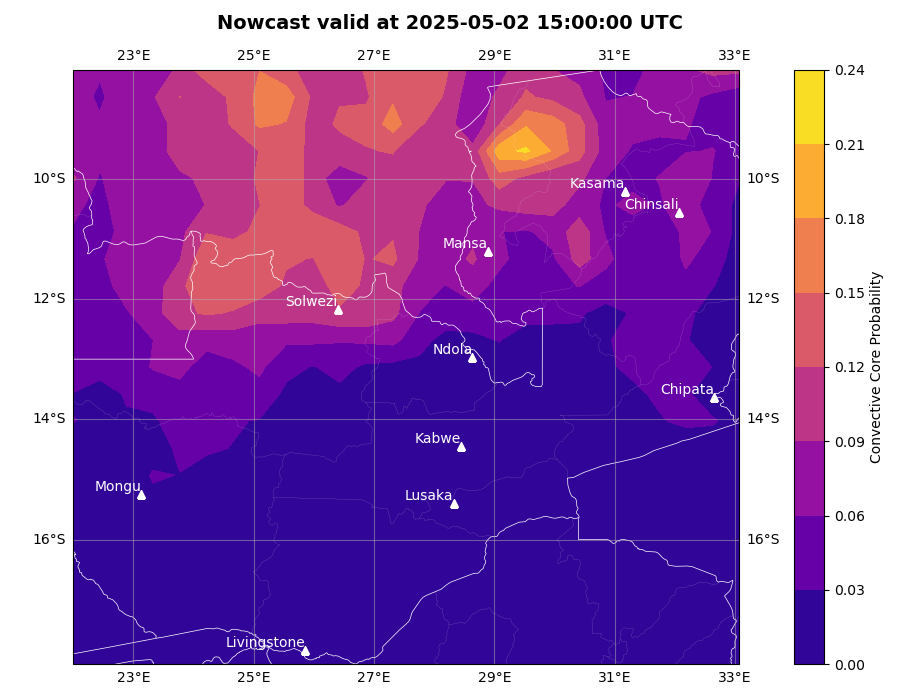 Nowcast valid at 2025-05-02 15:00:00 UTC
23°E 25°E 27°E 29°E 31°E 33°E
0.24
0.21
10°S Kasama 10°S
Chinsali
0.18
Mansa
12°S 12°S
Solwezi
0.15
Ndola
0.12
Chipata
14°S 14°S
Kabwe
0.09
Mongu
Lusaka
0.06
16°S 16°S
0.03
Livingstone
0.00
23°E 25°E 27°E 29°E 31°E 33°E
Convective Core Probability